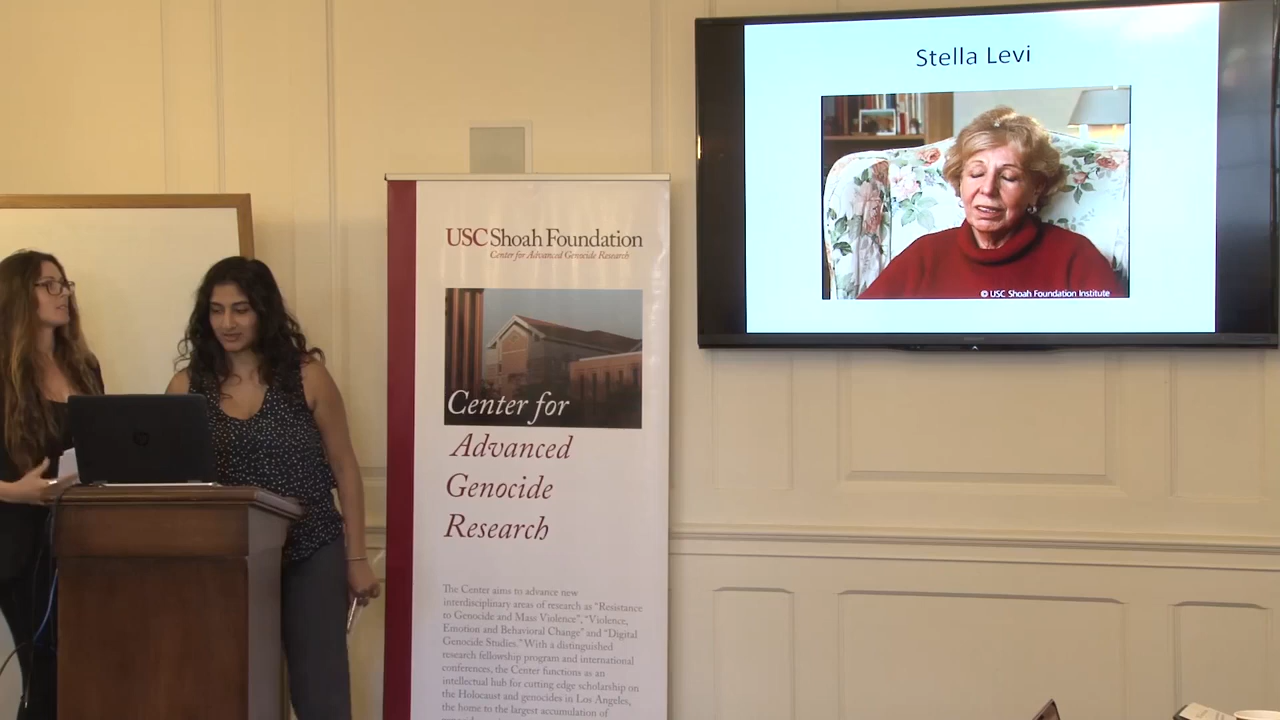 Stella Levi
© USC Shoah Foundation Institute
USC Shoah Foundation
Center for Advanced Genocide Research
Center for
Advanced
Genocide
Research
The Center aims to advance new
interdisciplinary areas of research as "Resistance
to Genocide and Mass Violence", "Violence,
Emotion and Behavioral Change" and "Digital
Genocide Studies." With a distinguished
research fellowship program and international
conferences, the Center functions as an
intellectual hub for cutting edge scholarship on
the Holocaust and genocides in Los Angeles,
the home to the largest accumulation of